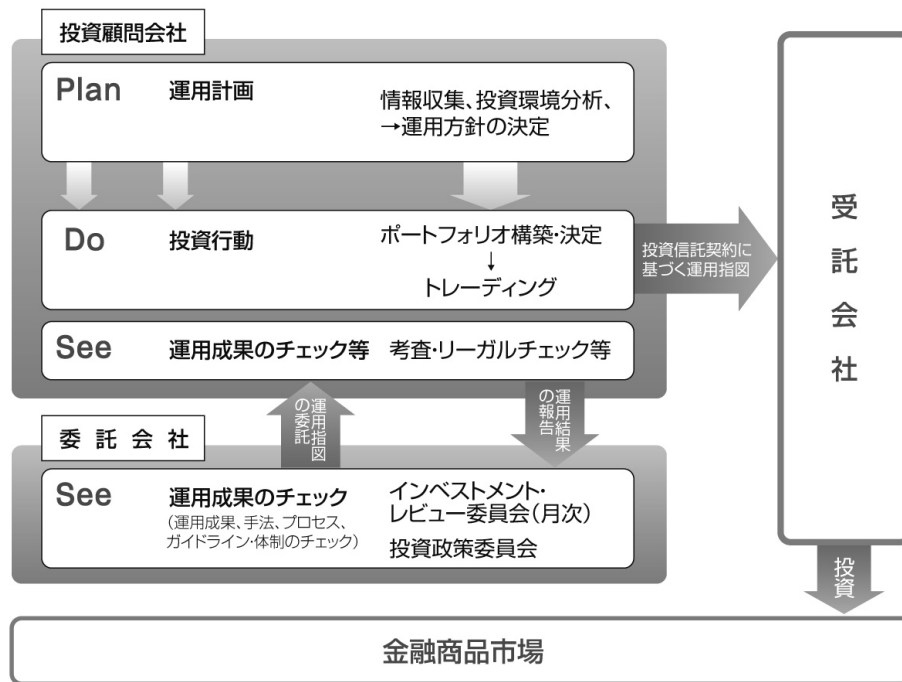 投資顧問会社
Plan 運用計画
情報収集、投資環境分析、
→運用方針の決定
Do 投資行動
ポートフォリオ構築・決定
↓
トレーディング
投資信託契約に
基づく運用指図
See 運用成果のチェック等 考査・リーガルチェック等
運用指図
の委託
運用結果
の報告
委託会社
See 運用成果のチェック
(運用成果、手法、プロセス、
ガイドライン・体制のチェック)
インベストメント・
レビュー委員会(月次)
投資政策委員会
受託会社
投資
金融商品市場